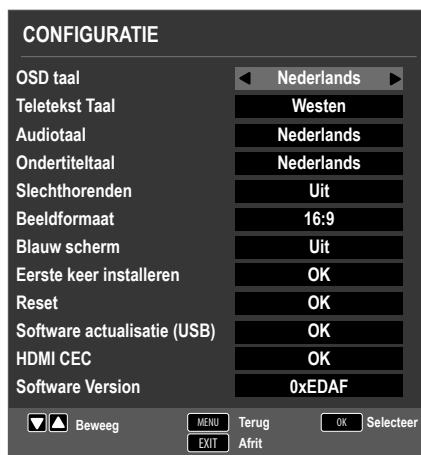 CONFIGURATIE
OSD taal Nederlands
Teletekst Taal Westen
Audiotaal Nederlands
Ondertiteltaal Nederlands
Slechthorenden Uit
Beeldformaat 16:9
Blauw scherm Uit
Eerste keer installeren OK
Reset OK
Software actualisatie (USB) OK
HDMI CEC OK
Software Version 0xEDAF
Beweeg MENU Terug OK Selecteer
EXIT Afrit